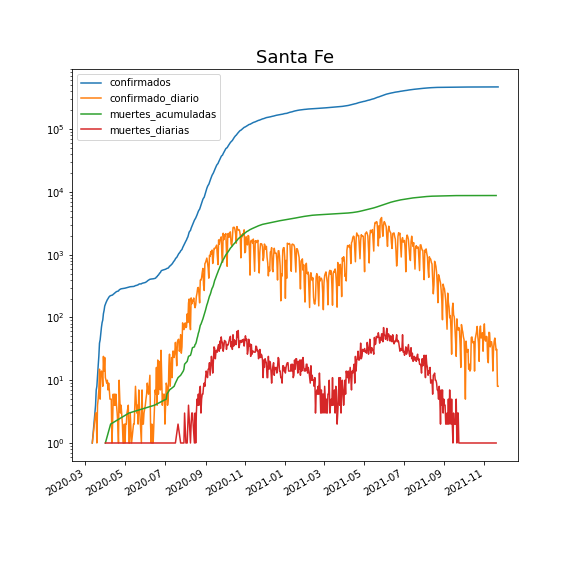 Santa Fe
confirmados
confirmado_diario
muertes_acumuladas
muertes_diarias
10⁵
10⁴
10³
10²
10¹
10⁰
2020-03 2020-05 2020-07 2020-09 2020-11 2021-01 2021-03 2021-05 2021-07 2021-09 2021-11